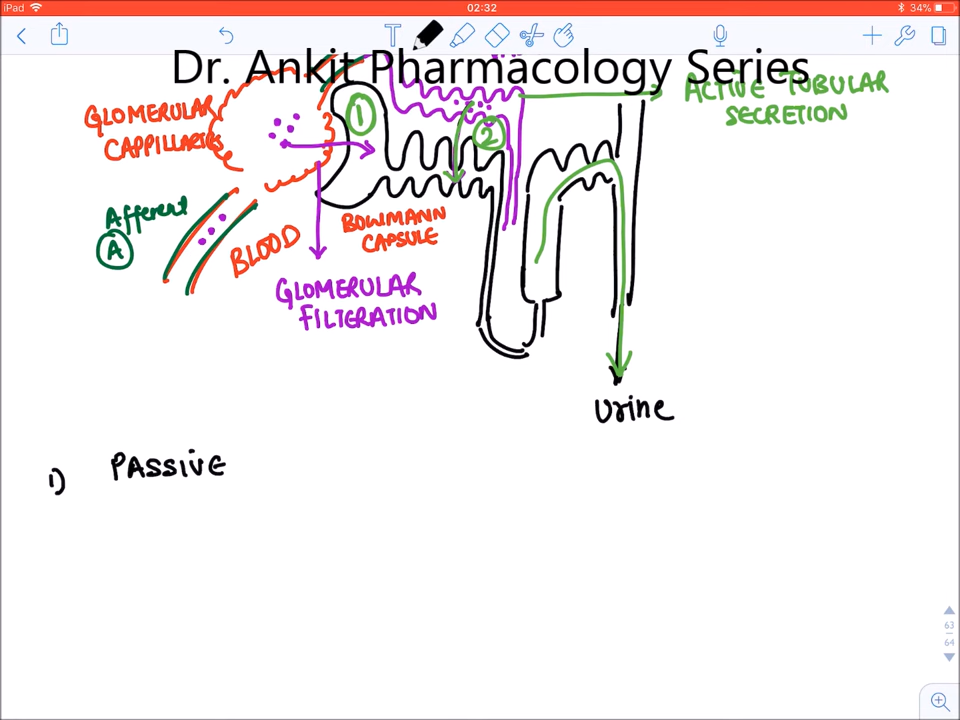 iPad 02:32 34%
T
Dr. Ankit Pharmacology Series
ACTIVE TUBULAR
SECRETION
GLOMERULAR
CAPPILLARIES
1
2
Afferent
A
BLOOD
BOWMANN
CAPSULE
GLOMERULAR
FILTERATION
Urine
1) PASSIVE
63
64